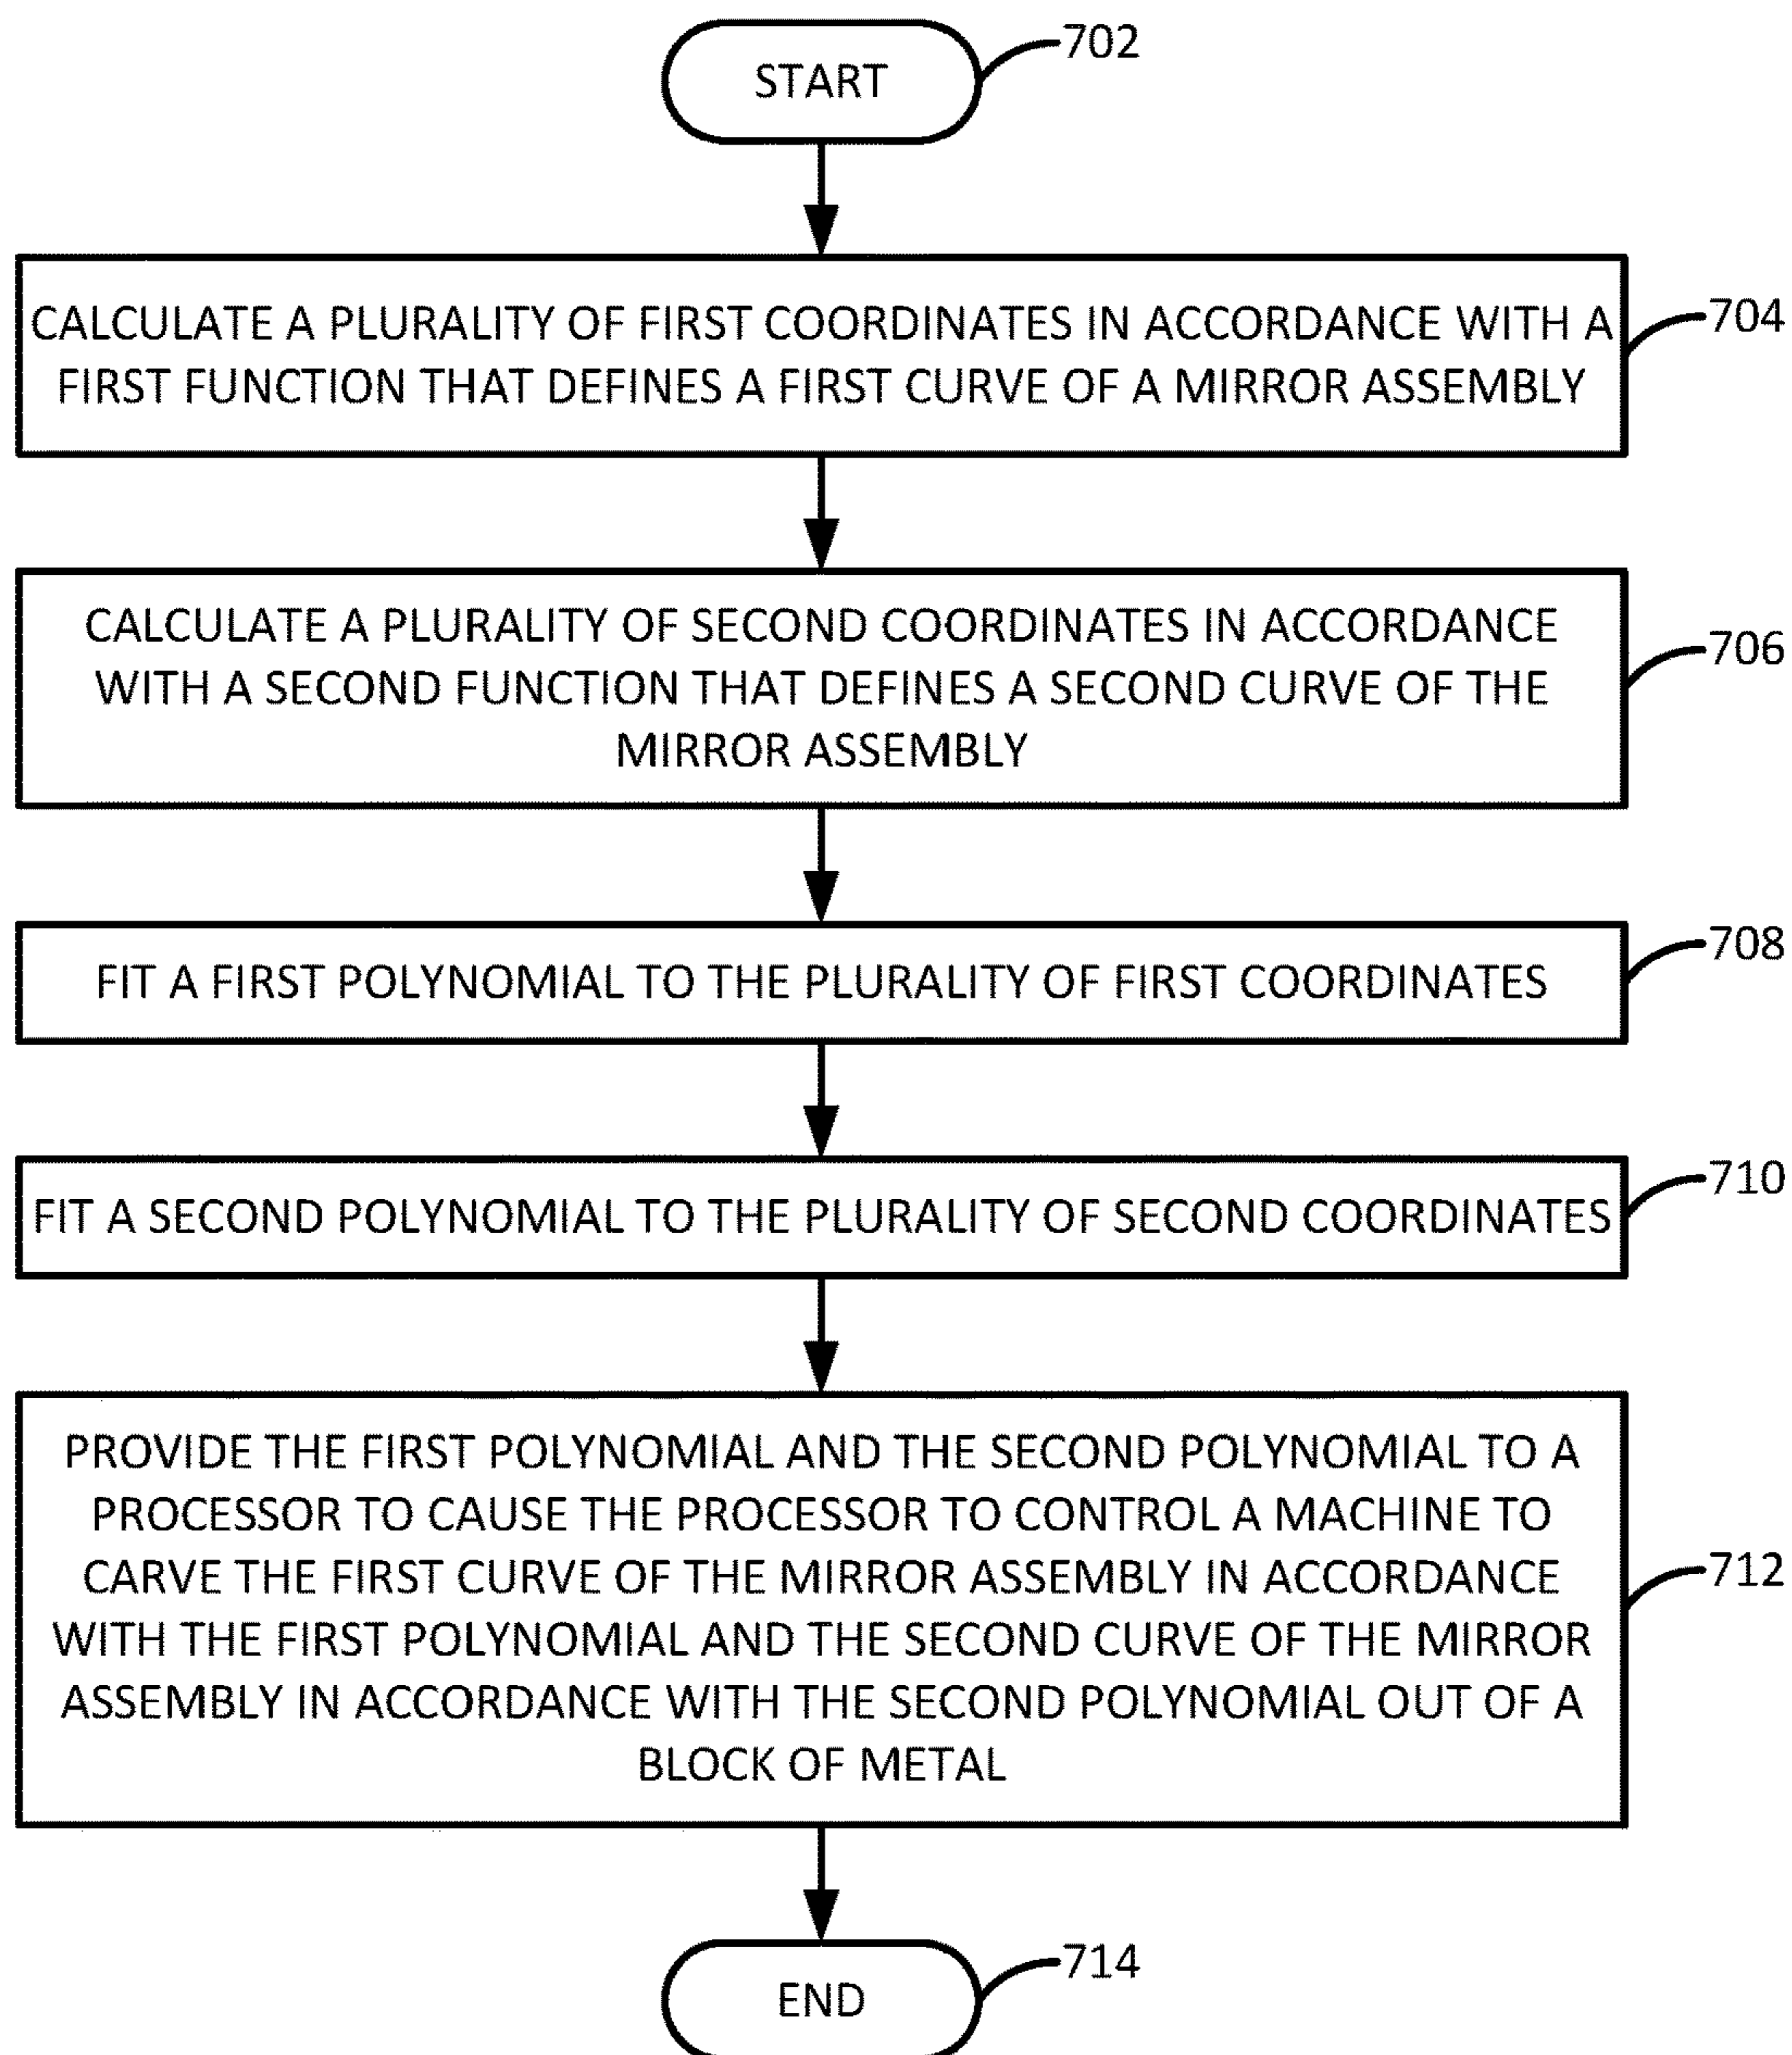 START
702
CALCULATE A PLURALITY OF FIRST COORDINATES IN ACCORDANCE WITH A
FIRST FUNCTION THAT DEFINES A FIRST CURVE OF A MIRROR ASSEMBLY
704
CALCULATE A PLURALITY OF SECOND COORDINATES IN ACCORDANCE
WITH A SECOND FUNCTION THAT DEFINES A SECOND CURVE OF THE
MIRROR ASSEMBLY
706
FIT A FIRST POLYNOMIAL TO THE PLURALITY OF FIRST COORDINATES
708
FIT A SECOND POLYNOMIAL TO THE PLURALITY OF SECOND COORDINATES
710
PROVIDE THE FIRST POLYNOMIAL AND THE SECOND POLYNOMIAL TO A
PROCESSOR TO CAUSE THE PROCESSOR TO CONTROL A MACHINE TO
CARVE THE FIRST CURVE OF THE MIRROR ASSEMBLY IN ACCORDANCE
WITH THE FIRST POLYNOMIAL AND THE SECOND CURVE OF THE MIRROR
ASSEMBLY IN ACCORDANCE WITH THE SECOND POLYNOMIAL OUT OF A
BLOCK OF METAL
712
END
714